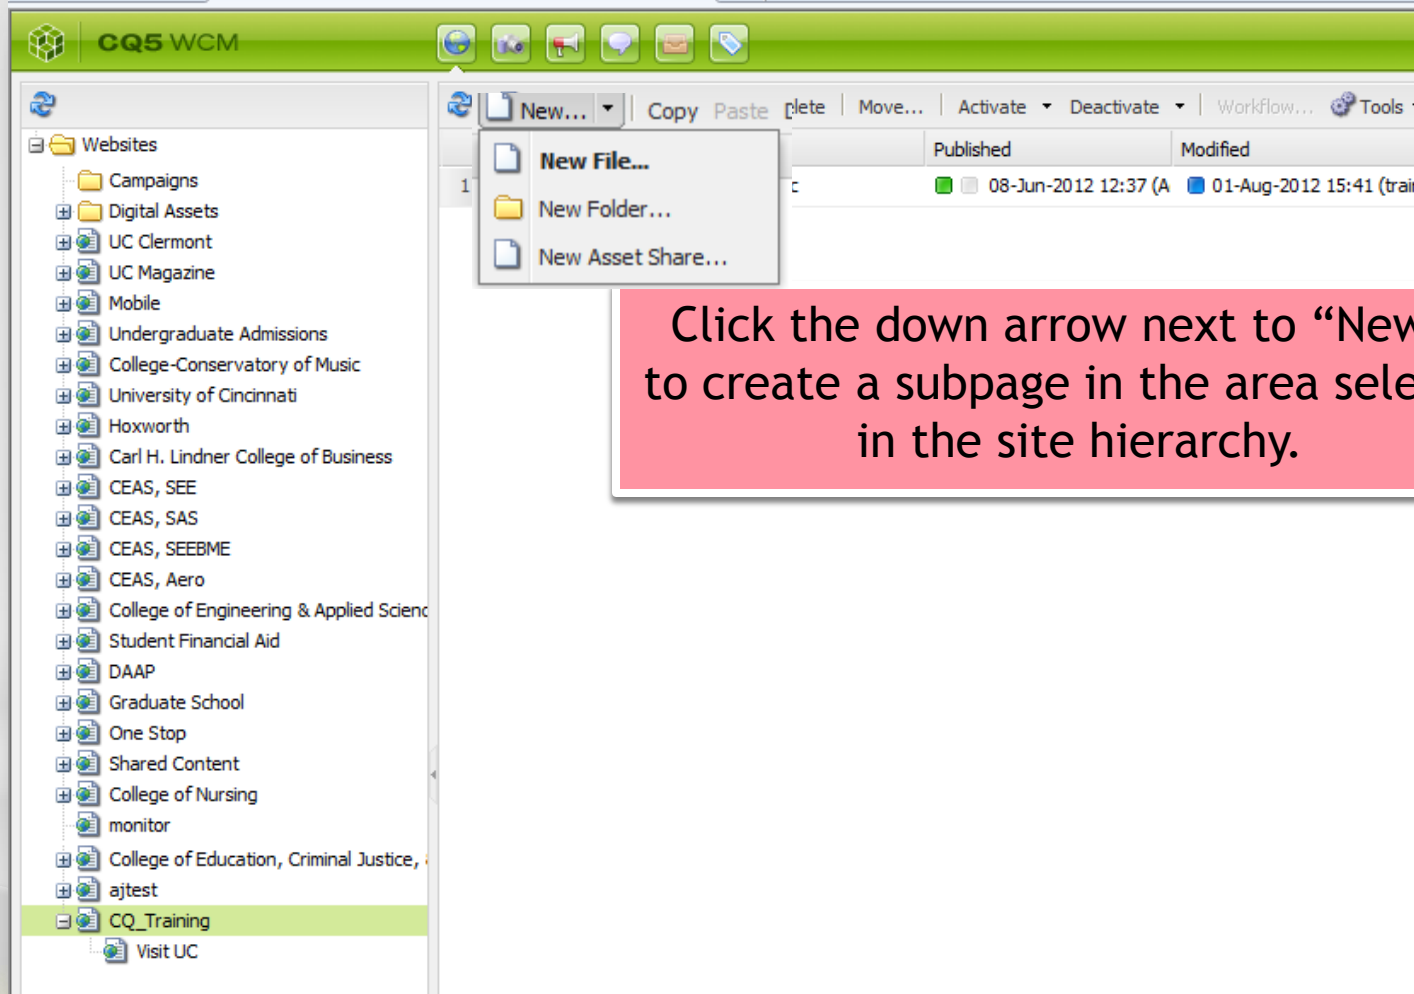 CQ5 WCM
New... Copy Paste Move... Activate Deactivate Workflow... Tools
New File...
New Folder...
New Asset Share...
Published Modified
1 08-Jun-2012 12:37 (A 01-Aug-2012 15:41 (trai
Click the down arrow next to “New
to create a subpage in the area sele
in the site hierarchy.
Websites
Campaigns
Digital Assets
UC Clermont
UC Magazine
Mobile
Undergraduate Admissions
College-Conservatory of Music
University of Cincinnati
Hoxworth
Carl H. Lindner College of Business
CEAS, SEE
CEAS, SAS
CEAS, SEEBME
CEAS, Aero
College of Engineering & Applied Scienc
Student Financial Aid
DAAP
Graduate School
One Stop
Shared Content
College of Nursing
monitor
College of Education, Criminal Justice,
ajtest
CQ_Training
Visit UC